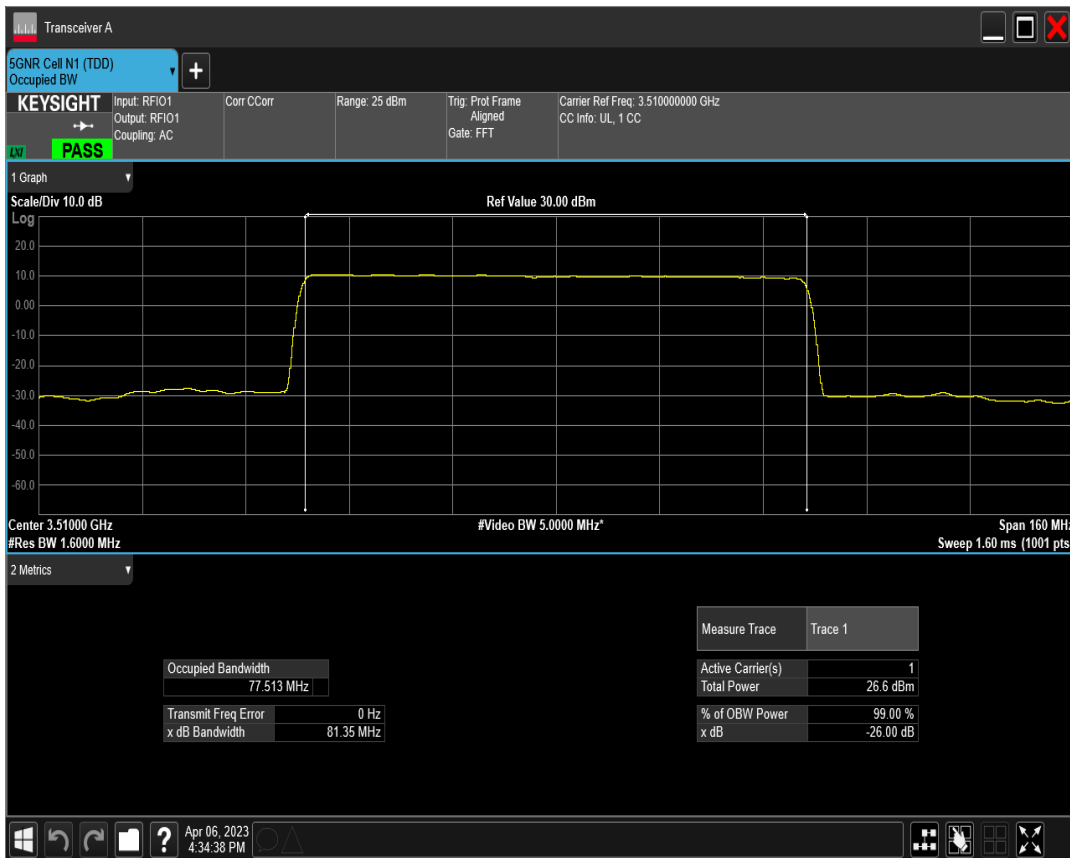 Transceiver A
5GNR Cell N1 (TDD)
Occupied BW
+
KEYSIGHT
LXI
PASS
Input: RFIO1
Output: RFIO1
Coupling: AC
Corr CCorr
Range: 25 dBm
Trig: Prot Frame
Aligned
Gate: FFT
Carrier Ref Freq: 3.510000000 GHz
CC Info: UL, 1 CC
1 Graph
Scale/Div 10.0 dB
Ref Value 30.00 dBm
Log
20.0
10.0
0.00
-10.0
-20.0
-30.0
-40.0
-50.0
-60.0
Center 3.51000 GHz
#Video BW 5.0000 MHz*
Span 160 MHz
#Res BW 1.6000 MHz
Sweep 1.60 ms (1001 pts
2 Metrics
Measure Trace Trace 1
Occupied Bandwidth
77.513 MHz
Active Carrier(s) 1
Total Power 26.6 dBm
Transmit Freq Error 0 Hz
x dB Bandwidth 81.35 MHz
% of OBW Power 99.00 %
x dB -26.00 dB
?
Apr 06, 2023
4:34:38 PM